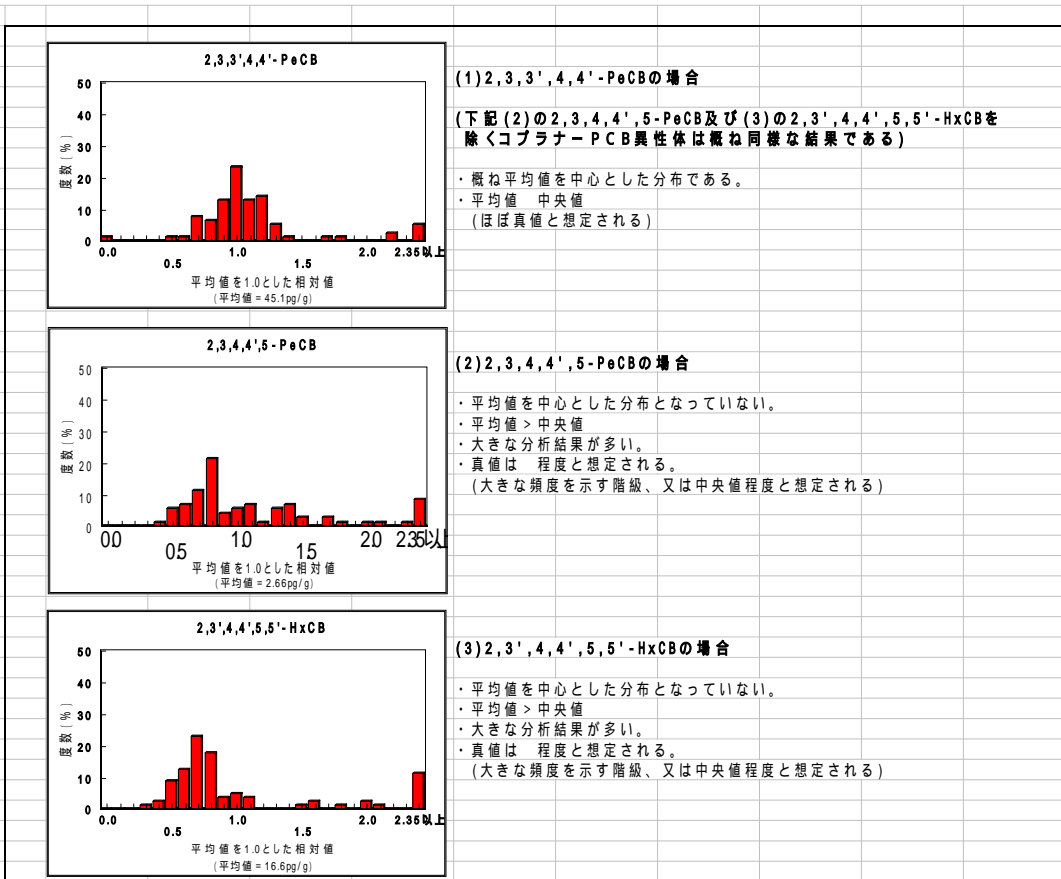 2,3,3',4,4'-PeCB
50
40
30
20
10
0
度数(%)
0.0
0.5
1.0
1.5
2.0
2.35以上
平均値を1.0とした相対値
(平均値=45.1pg/g)
(1)2,3,3',4,4'-PeCBの場合
(下記(2)の2,3,4,4',5-PeCB及び(3)の2,3',4,4',5,5'-HxCBを
除くコプラナーPCB異性体は概ね同様な結果である)
・概ね平均値を中心とした分布である。
・平均値　中央値
(ほぼ真値と想定される)
2,3,4,4',5-PeCB
50
40
30
20
10
0
度数(%)
0.0
0.5
1.0
1.5
2.0
2.35以上
平均値を1.0とした相対値
(平均値=2.66pg/g)
(2)2,3,4,4',5-PeCBの場合
・平均値を中心とした分布となっていない。
・平均値>中央値
・大きな分析結果が多い。
・真値は　程度と想定される。
(大きな頻度を示す階級、又は中央値程度と想定される)
2,3',4,4',5,5'-HxCB
50
40
30
20
10
0
度数(%)
0.0
0.5
1.0
1.5
2.0
2.35以上
平均値を1.0とした相対値
(平均値=16.6pg/g)
(3)2,3',4,4',5,5'-HxCBの場合
・平均値を中心とした分布となっていない。
・平均値>中央値
・大きな分析結果が多い。
・真値は　程度と想定される。
(大きな頻度を示す階級、又は中央値程度と想定される)